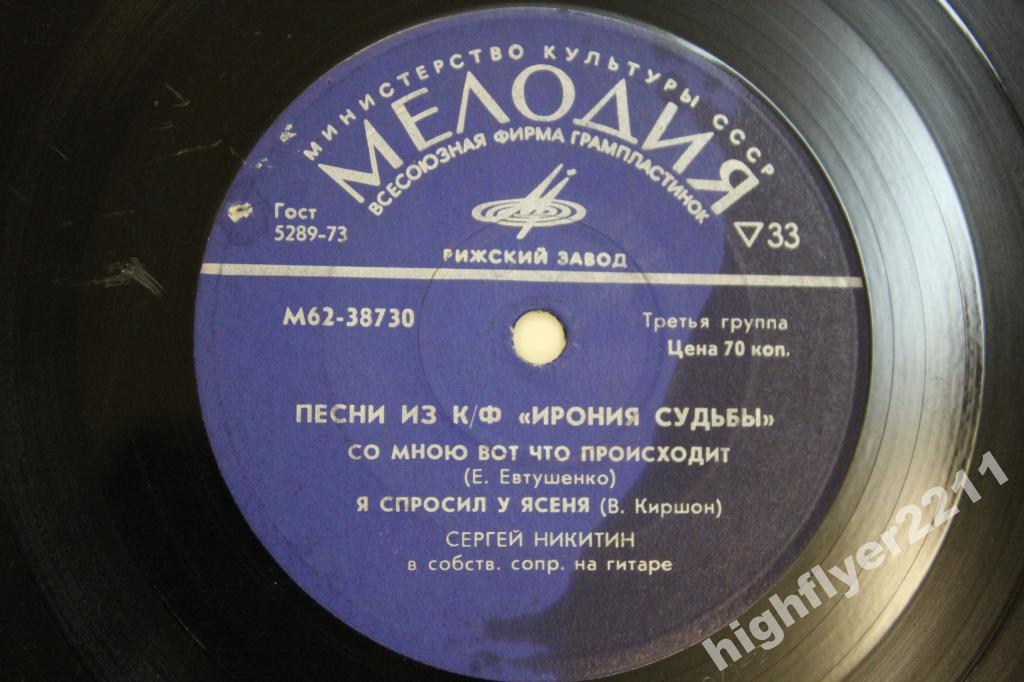 МИНИСТЕРСТВО КУЛЬТУРЫ СССР
МЕЛОДИЯ
ВСЕСОЮЗНАЯ ФИРМА ГРАМПЛАСТИНОК
Гост
5289-73
▽33
РИЖСКИЙ ЗАВОД
М62-38730
Третья группа
Цена 70 коп.
ПЕСНИ ИЗ К/Ф «ИРОНИЯ СУДЬБЫ»
СО МНОЮ ВОТ ЧТО ПРОИСХОДИТ
(Е. Евтушенко)
Я СПРОСИЛ У ЯСЕНЯ (В. Киршон)
СЕРГЕЙ НИКИТИН
в собств. сопр. на гитаре
highflyer2211